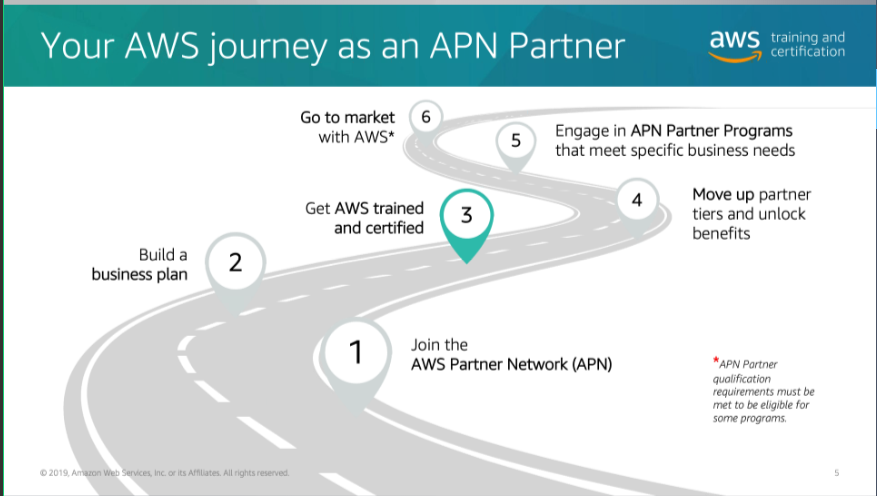 Your AWS journey as an APN Partner
aws training and
certification
6
Go to market
with AWS*
5
Engage in APN Partner Programs
that meet specific business needs
4
Move up partner
tiers and unlock
benefits
3
Get AWS trained
and certified
2
Build a
business plan
1
Join the
AWS Partner Network (APN)
*APN Partner
qualification
requirements must be
met to be eligible for
some programs.
© 2019, Amazon Web Services, Inc. or its Affiliates. All rights reserved.
5